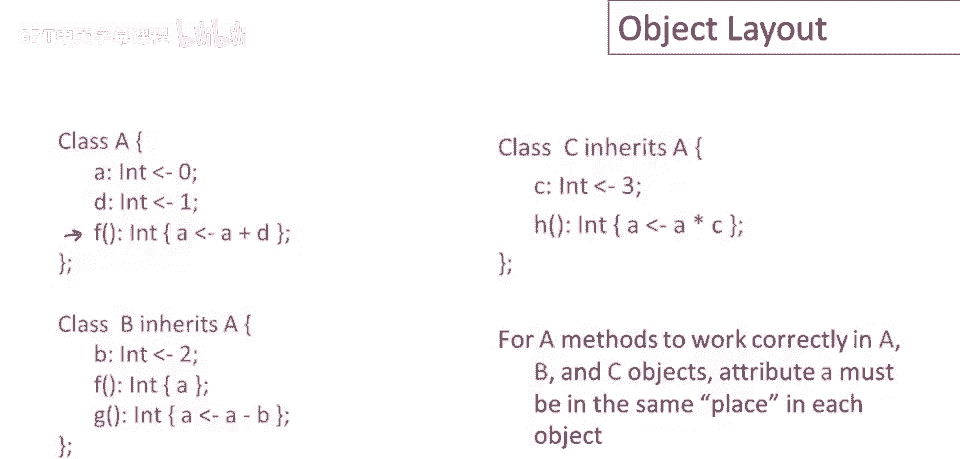 Object Layout
Class A {
a: Int <- 0;
d: Int <- 1;
→ f(): Int { a <- a + d };
};
Class B inherits A {
b: Int <- 2;
f(): Int { a };
g(): Int { a <- a - b };
};
Class C inherits A {
c: Int <- 3;
h(): Int { a <- a * c };
};
For A methods to work correctly in A,
B, and C objects, attribute a must
be in the same “place” in each
object